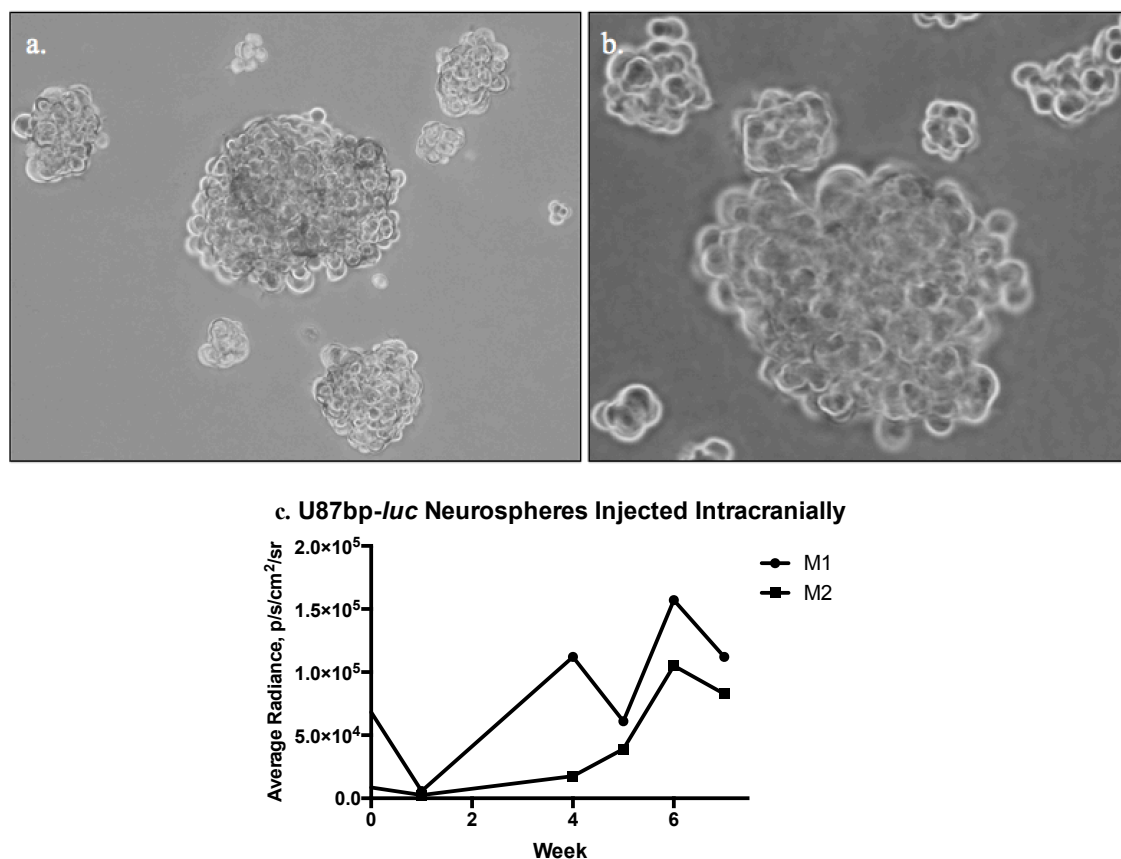 a.
b.
c. U87bp-luc Neurospheres Injected Intracranially
Average Radiance, p/s/cm²/sr
2.0×10⁵
1.5×10⁵
1.0×10⁵
5.0×10⁴
0.0
0 2 4 6
Week
M1
M2